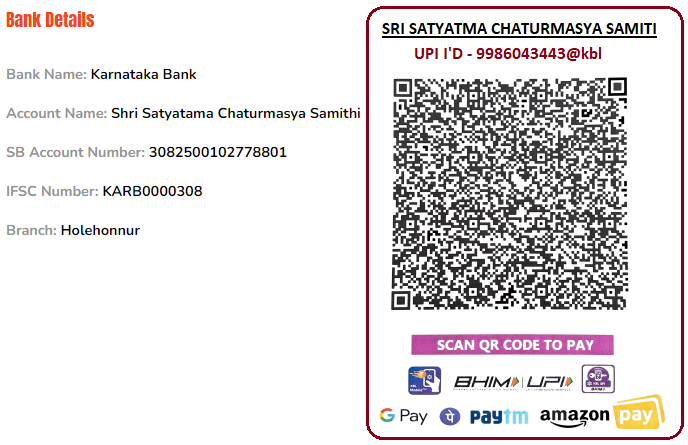 Bank Details
Bank Name: Karnataka Bank
Account Name: Shri Satyatama Chaturmasya Samithi
SB Account Number: 3082500102778801
IFSC Number: KARB0000308
Branch: Holehonnur
SRI SATYATMA CHATURMASYA SAMITI
UPI I'D - 9986043443@kbl
SCAN QR CODE TO PAY
BHIM UPI
G Pay Paytm amazon pay